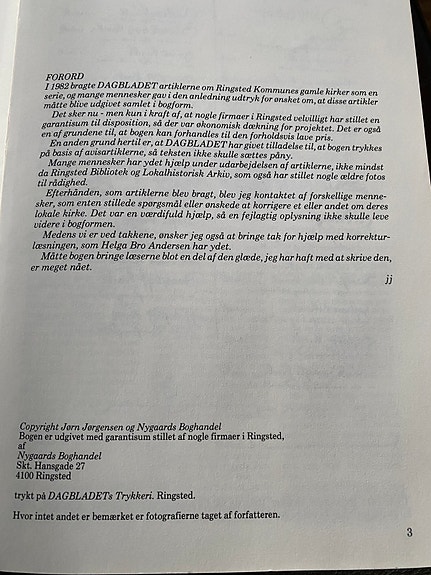 FORORD
I 1982 bragte DAGBLADET artiklerne om Ringsted Kommunes gamle kirker som en
serie, og mange mennesker gav i den anledning udtryk for ønsket om, at disse artikler
måtte blive udgivet samlet i bogform.
Det sker nu - men kun i kraft af, at nogle firmaer i Ringsted velvilligt har stillet en
garantisum til disposition, så der var økonomisk dækning for projektet. Det er også
en af grundene til, at bogen kan forhandles til den forholdsvis lave pris.
En anden grund hertil er, at DAGBLADET har givet tilladelse til, at bogen trykkes
på basis af avisartiklerne, så teksten ikke skulle sættes påny.
Mange mennesker har ydet hjælp under udarbejdelsen af artiklerne, ikke mindst
da Ringsted Bibliotek og Lokalhistorisk Arkiv, som også har stillet nogle ældre fotos
til rådighed.
Efterhånden, som artiklerne blev bragt, blev jeg kontaket af forskellige menne-
sker, som enten stillede spørgsmål eller ønskede at korrigere et eller andet om deres
lokale kirke. Det var en værdifuld hjælp, så en fejlagtig oplysning ikke skulle leve
videre i bogformen.
Medens vi er ved takkene, ønsker jeg også at bringe tak for hjælp med korrektur-
læsningen, som Helga Bro Andersen har ydet.
Måtte bogen bringe læserne blot en del af den glæde, jeg har haft med at skrive den,
er meget nået.
jj
Copyright Jørn Jørgensen og Nygaards Boghandel
Bogen er udgivet med garantisum stillet af nogle firmaer i Ringsted,
af
Nygaards Boghandel
Skt. Hansgade 27
4100 Ringsted
trykt på DAGBLADETs Trykkeri. Ringsted.
Hvor intet andet er bemærket er fotografierne taget af forfatteren.
3